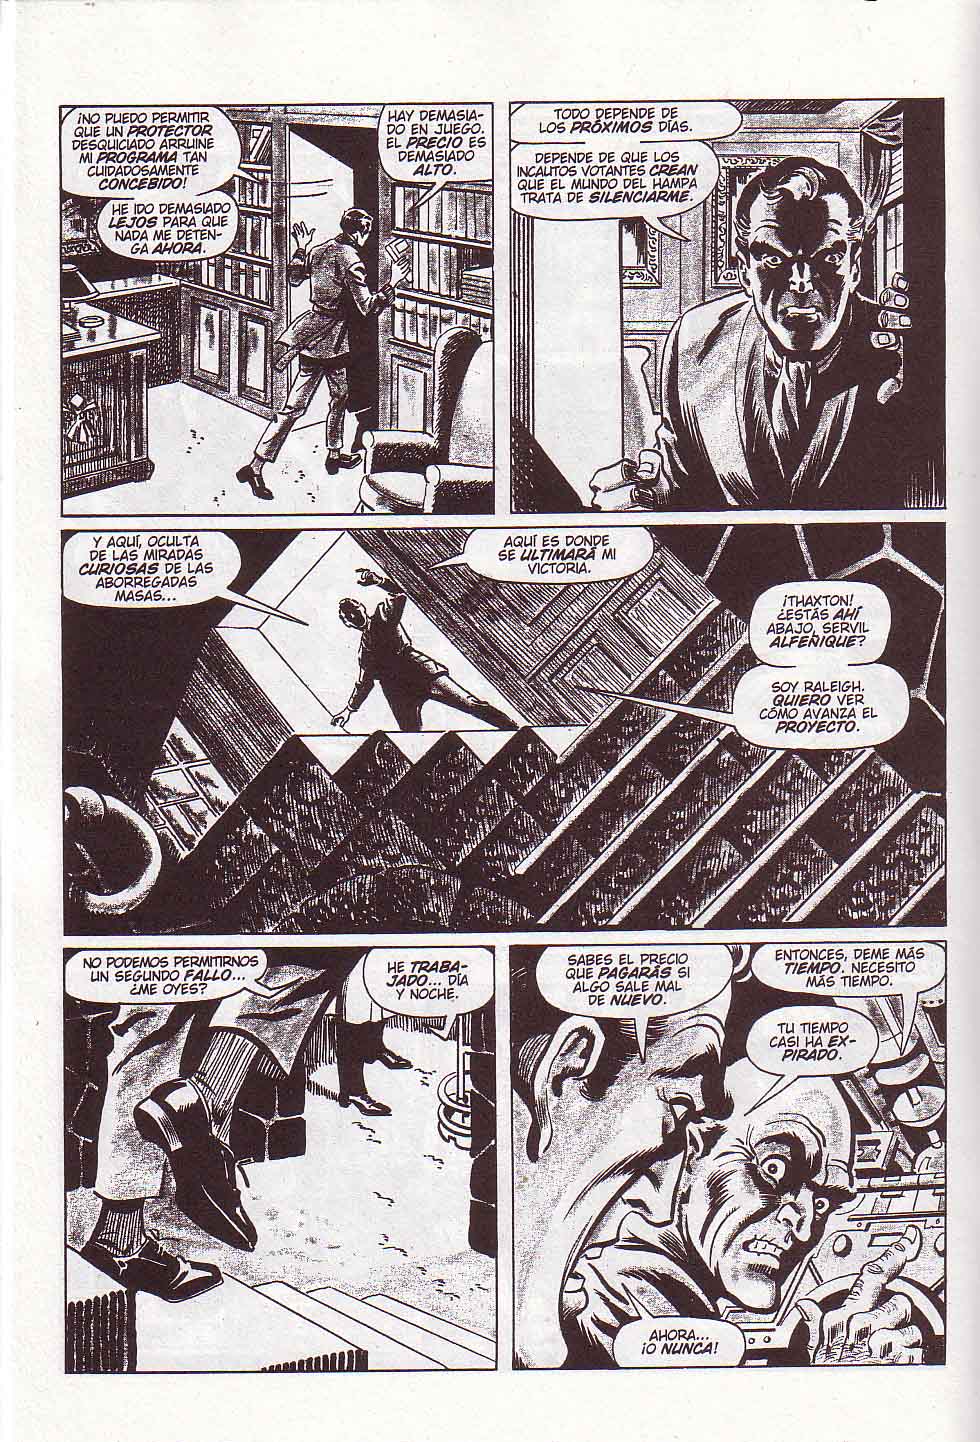 ¡NO PUEDO PERMITIR
QUE UN PROTECTOR
DESQUICIADO ARRUINE
MI PROGRAMA TAN
CUIDADOSAMENTE
CONCEBIDO!
HE IDO DEMASIADO
LEJOS PARA QUE
NADA ME DETEN-
GA AHORA.
HAY DEMASIA-
DO EN JUEGO.
EL PRECIO ES
DEMASIADO
ALTO.
TODO DEPENDE DE
LOS PRÓXIMOS DÍAS.
DEPENDE DE QUE LOS
INCAUTOS VOTANTES CREAN
QUE EL MUNDO DEL HAMPA
TRATA DE SILENCIARME.
Y AQUÍ, OCULTA
DE LAS MIRADAS
CURIOSAS DE LAS
ABORREGADAS
MASAS...
AQUÍ ES DONDE
SE ULTIMARÁ MI
VICTORIA.
¡THAXTON!
¿ESTÁS AHÍ
ABAJO, SERVIL
ALFEÑIQUE?
SOY RALEIGH.
QUIERO VER
CÓMO AVANZA EL
PROYECTO.
NO PODEMOS PERMITIRNOS
UN SEGUNDO FALLO...
¿ME OYES?
HE TRABA-
JADO... DÍA
Y NOCHE.
SABES EL PRECIO
QUE PAGARÁS SI
ALGO SALE MAL
DE NUEVO.
ENTONCES, DEME MÁS
TIEMPO. NECESITO
MÁS TIEMPO.
TU TIEMPO
CASI HA EX-
PIRADO.
AHORA...
¡O NUNCA!